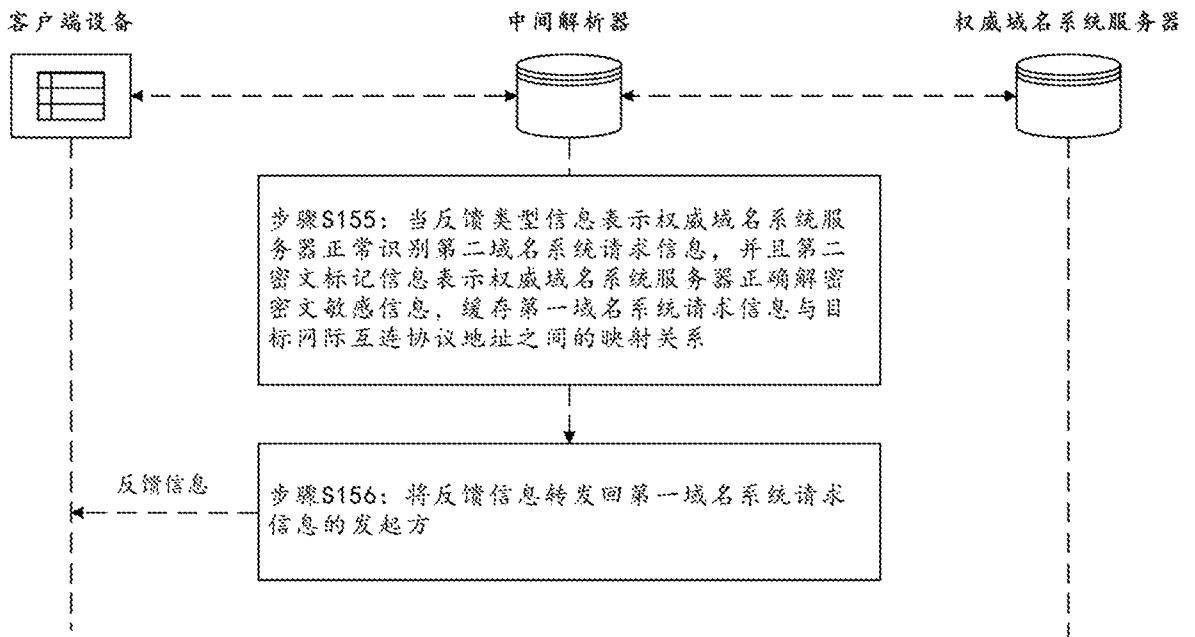 客户端设备
中间解析器
权威域名系统服务器
步骤S155：当反馈类型信息表示权威域名系统服
务器正常识别第二域名系统请求信息，并且第二
密文标记信息表示权威域名系统服务器正确解密
密文敏感信息，缓存第一域名系统请求信息与目
标网际互连协议地址之间的映射关系
反馈信息
步骤S156：将反馈信息转发回第一域名系统请求
信息的发起方